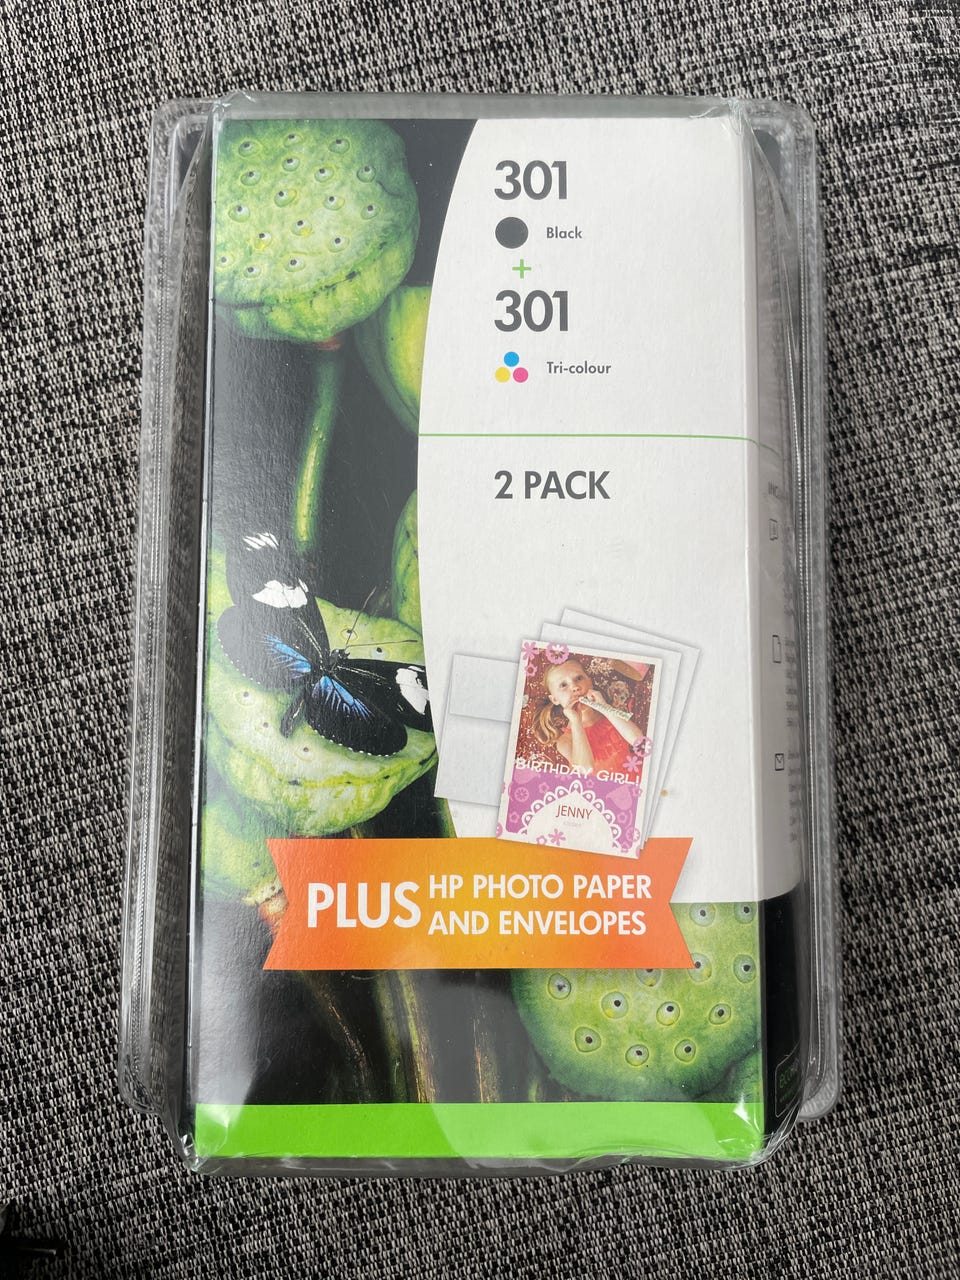 301
Black
+
301
Tri-colour
2 PACK
BIRTHDAY GIRL!
JENNY
PLUS HP PHOTO PAPER
AND ENVELOPES